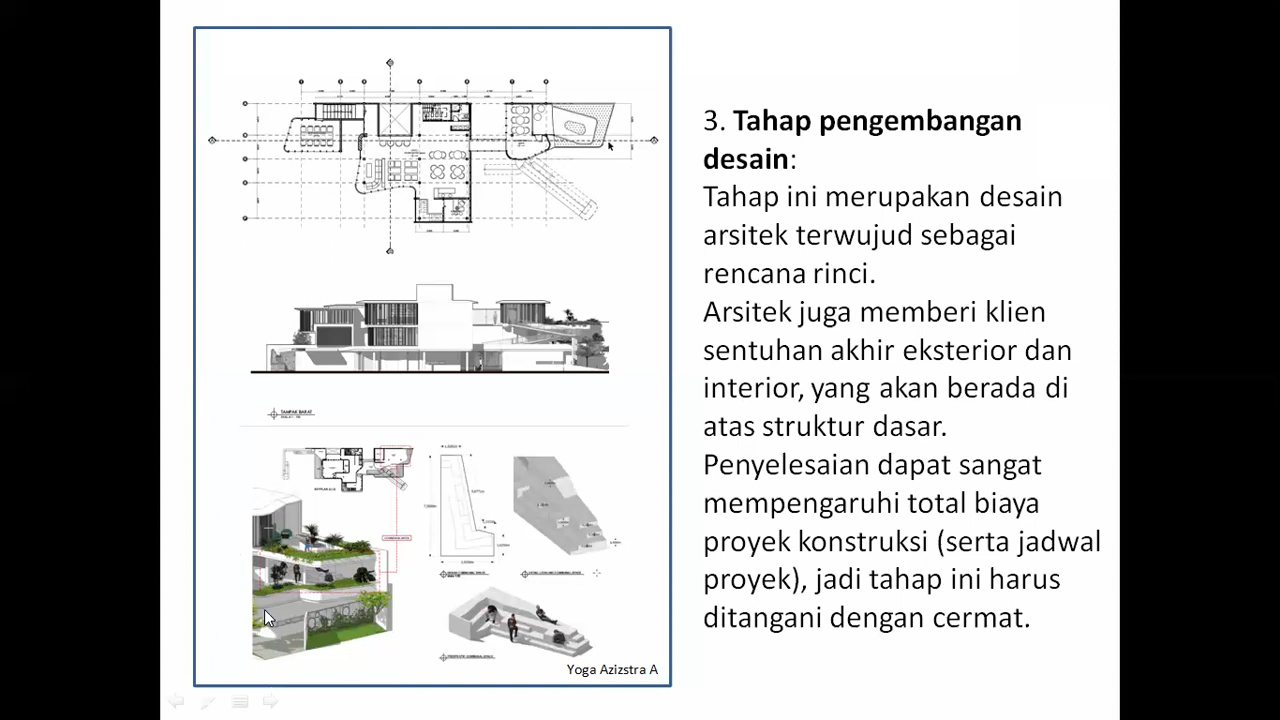 3. Tahap pengembangan
desain:
Tahap ini merupakan desain
arsitek terwujud sebagai
rencana rinci.
Arsitek juga memberi klien
sentuhan akhir eksterior dan
interior, yang akan berada di
atas struktur dasar.
Penyelesaian dapat sangat
mempengaruhi total biaya
proyek konstruksi (serta jadwal
proyek), jadi tahap ini harus
ditangani dengan cermat.
TAMPAK BARAT
Yoga Azizstra A